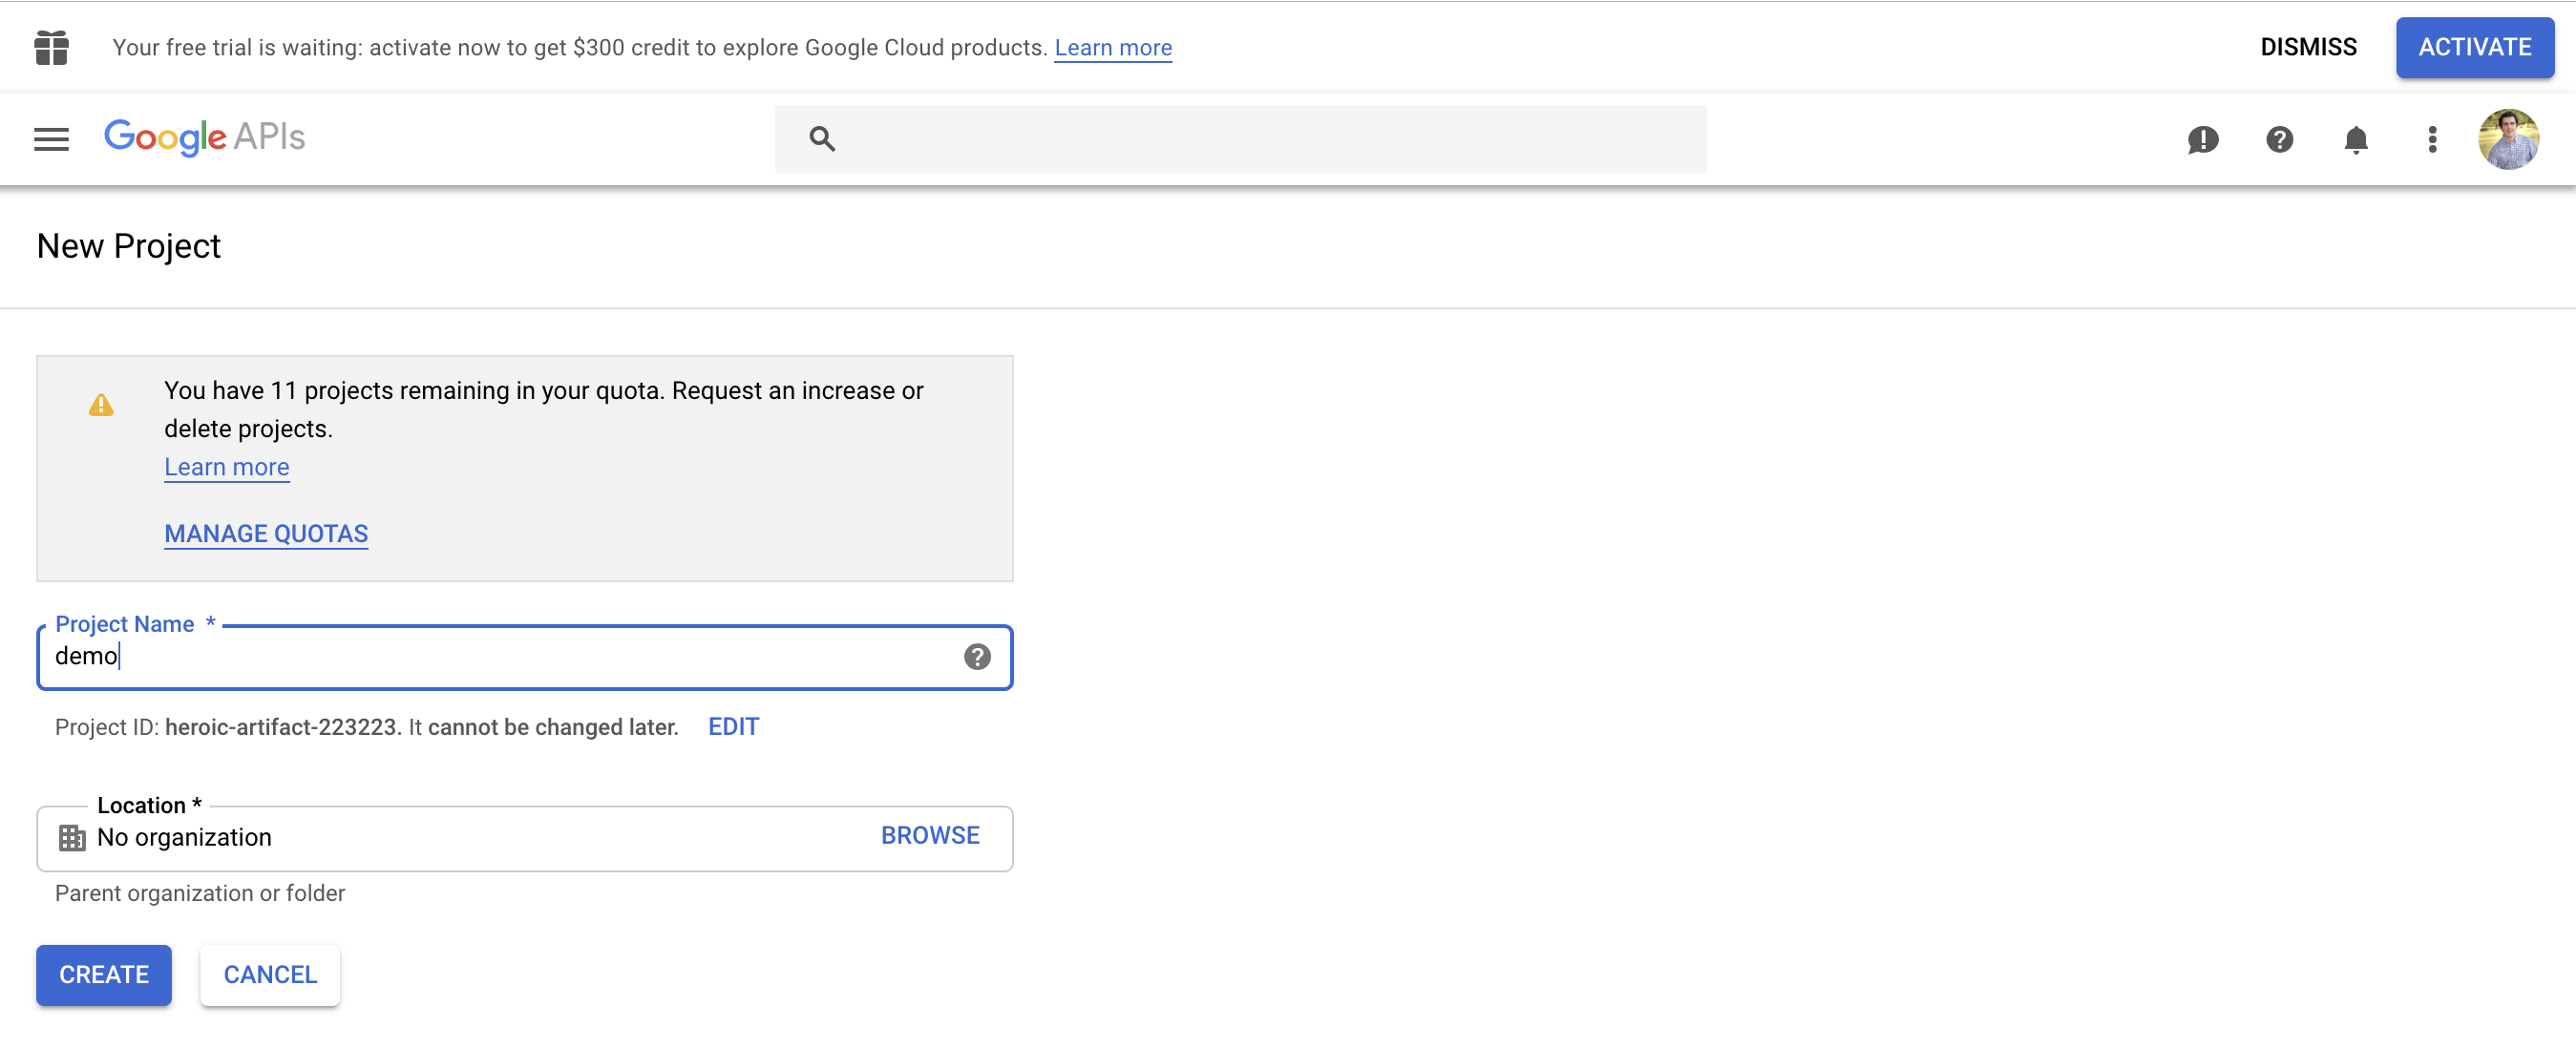 Your free trial is waiting: activate now to get $300 credit to explore Google Cloud products. Learn more
DISMISS
ACTIVATE
Google APIs
New Project
You have 11 projects remaining in your quota. Request an increase or
delete projects.
Learn more
MANAGE QUOTAS
Project Name *
demo
Project ID: heroic-artifact-223223. It cannot be changed later. EDIT
Location *
No organization
BROWSE
Parent organization or folder
CREATE
CANCEL